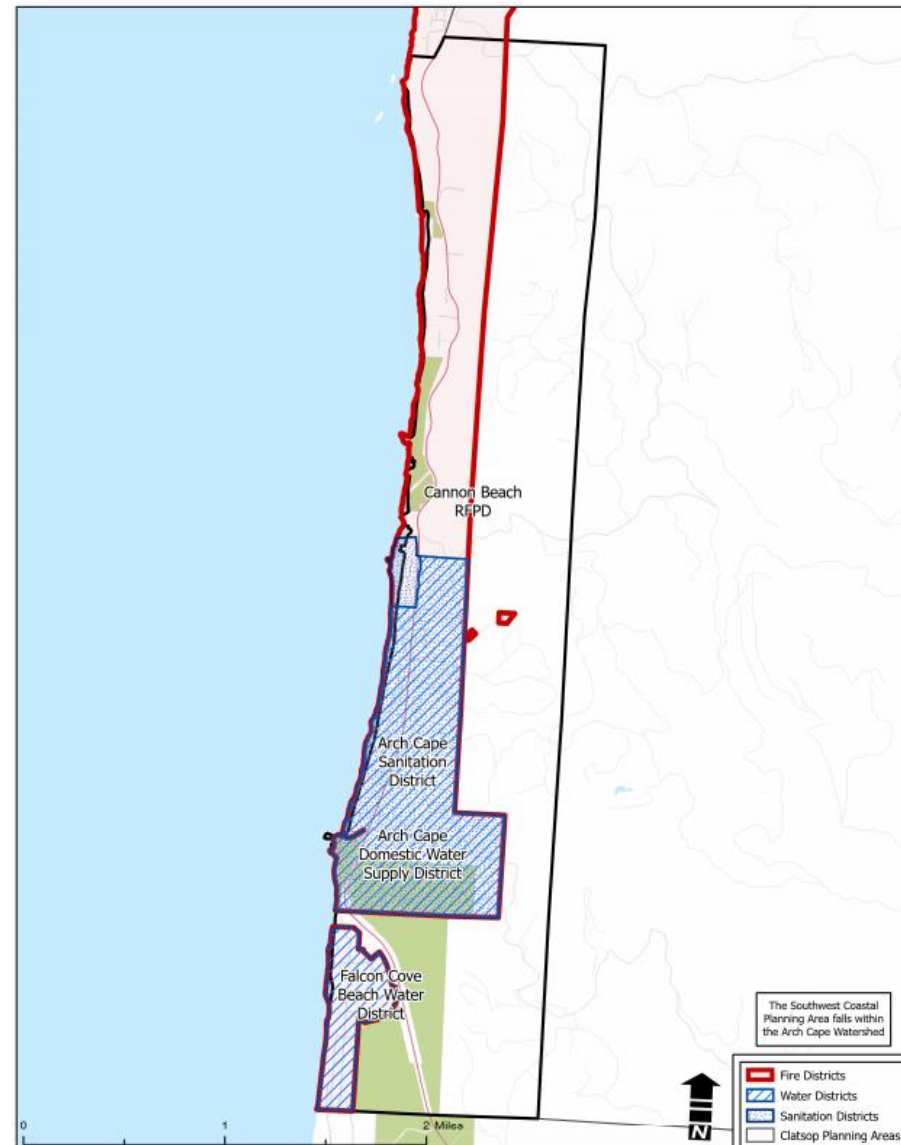 Cannon Beach
RFPD
Arch Cape
Sanitation
District
Arch Cape
Domestic Water
Supply District
Falcon Cove
Beach Water
District
The Southwest Coastal
Planning Area falls within
the Arch Cape Watershed
Fire Districts
Water Districts
Sanitation Districts
Clatsop Planning Areas
N
0 1 2 Miles